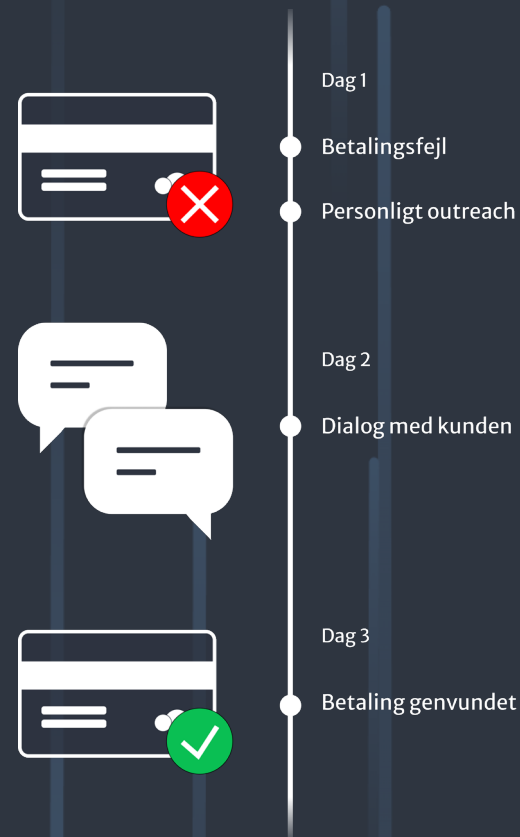 Dag 1
Betalingsfejl
Personligt outreach
Dag 2
Dialog med kunden
Dag 3
Betaling genvundet